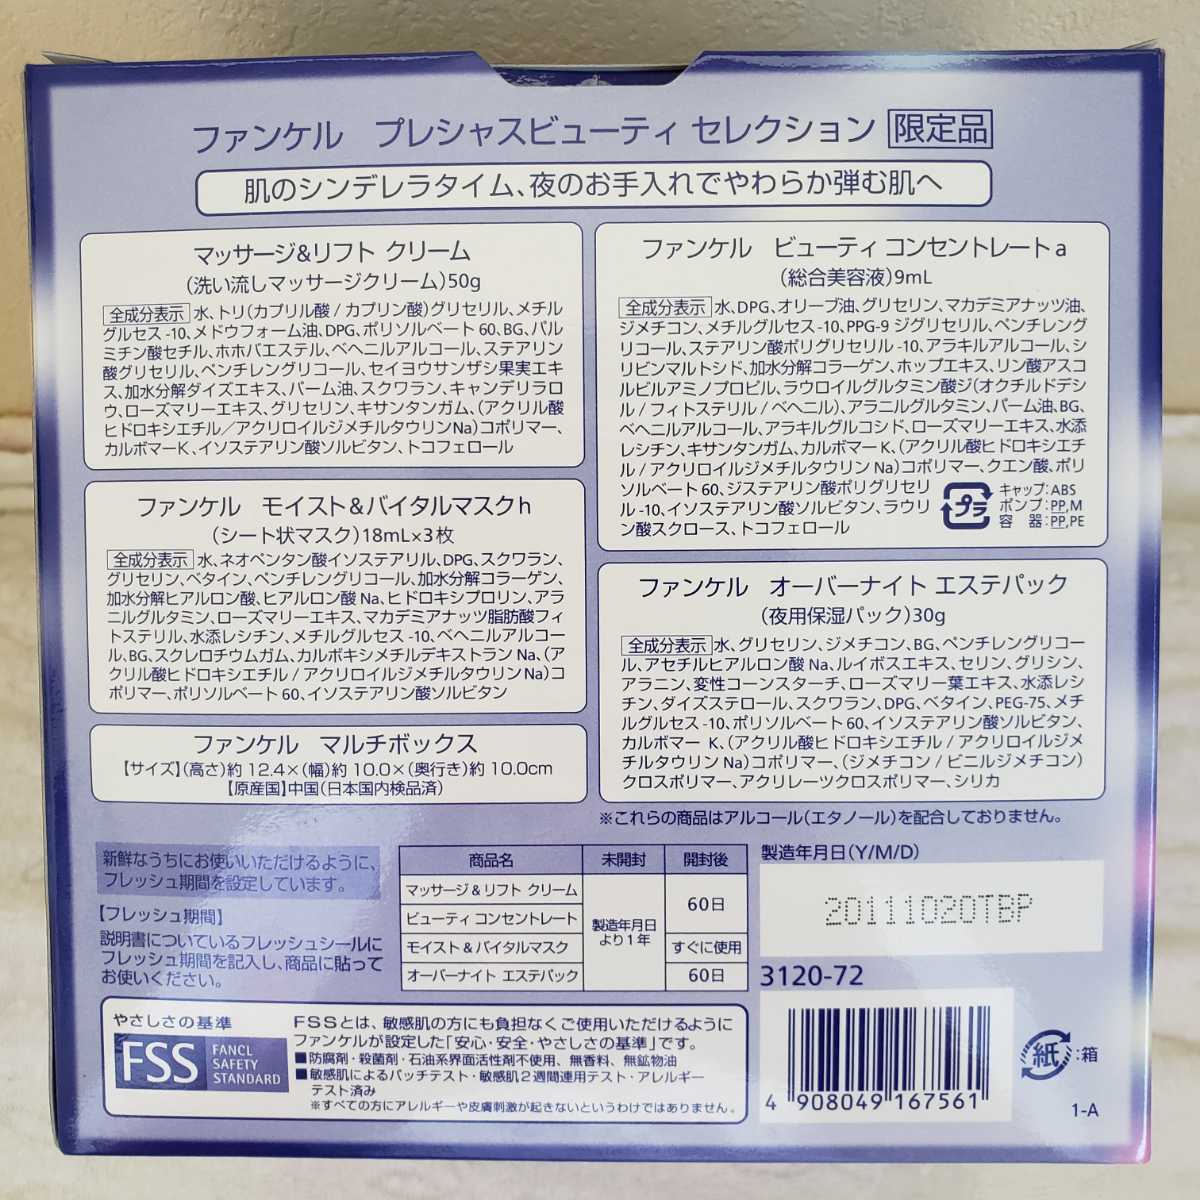 ファンケル プレシャスビューティ セレクション 限定品
肌のシンデレラタイム、夜のお手入れでやわらか弾む肌へ
マッサージ&リフト クリーム
(洗い流しマッサージクリーム)50g
全成分表示 水、トリ(カプリル酸/カプリン酸)グリセリル、メチル
グルセス-10、メドウフォーム油、DPG、ポリソルベート60、BG、パル
ミチン酸セチル、ホホバエステル、ベヘニルアルコール、ステアリン
酸グリセリル、ペンチレングリコール、セイヨウサンザシ果実エキ
ス、加水分解ダイズエキス、パーム油、スクワラン、キャンデリラロ
ウ、ローズマリーエキス、グリセリン、キサンタンガム、(アクリル酸
ヒドロキシエチル/アクリロイルジメチルタウリンNa)コポリマー、
カルボマーK、イソステアリン酸ソルビタン、トコフェロール
ファンケル モイスト&バイタルマスクh
(シート状マスク)18mL×3枚
全成分表示 水、ネオペンタン酸イソステアリル、DPG、スクワラン、
グリセリン、ベタイン、ペンチレングリコール、加水分解コラーゲン、
加水分解ヒアルロン酸、ヒアルロン酸Na、ヒドロキシプロリン、アラ
ニルグルタミン、ローズマリーエキス、マカデミアナッツ脂肪酸フィ
トステリル、水添レシチン、メチルグルセス-10、ベヘニルアルコー
ル、BG、スクレロチウムガム、カルボキシメチルデキストランNa、(ア
クリル酸ヒドロキシエチル/アクリロイルジメチルタウリンNa)コ
ポリマー、ポリソルベート60、イソステアリン酸ソルビタン
ファンケル マルチボックス
【サイズ】(高さ)約12.4×(幅)約10.0×(奥行き)約10.0cm
【原産国】中国(日本国内検品済)
ファンケル ビューティ コンセントレートa
(総合美容液)9mL
全成分表示 水、DPG、オリーブ油、グリセリン、マカデミアナッツ油、
ジメチコン、メチルグルセス-10、PPG-9 ジグリセリル、ペンチレング
リコール、ステアリン酸ポリグリセリル-10、アラキルアルコール、シ
リビンマルトシド、加水分解コラーゲン、ホップエキス、リン酸アスコ
ルビルアミノプロピル、ラウロイルグルタミン酸ジ(オクチルドデシ
ル/フィトステリル/ベヘニル)、アラニルグルタミン、パーム油、BG、
ベヘニルアルコール、アラキルグルコシド、ローズマリーエキス、水添
レシチン、キサンタンガム、カルボマーK、(アクリル酸ヒドロキシエチ
ル/アクリロイルジメチルタウリンNa)コポリマー、クエン酸、ポリ
ソルベート60、ジステアリン酸ポリグリセリ
ル-10、イソステアリン酸ソルビタン、ラウリ
ン酸スクロース、トコフェロール
プラ
キャップ:ABS
ポンプ:PP,M
容 器:PP,PE
ファンケル オーバーナイト エステパック
(夜用保湿パック)30g
全成分表示 水、グリセリン、ジメチコン、BG、ペンチレングリコー
ル、アセチルヒアルロン酸Na、ルイボスエキス、セリン、グリシン、
アラニン、変性コーンスターチ、ローズマリー葉エキス、水添レシ
チン、ダイズステロール、スクワラン、DPG、ベタイン、PEG-75、メチ
ルグルセス-10、ポリソルベート60、イソステアリン酸ソルビタン、
カルボマー K、(アクリル酸ヒドロキシエチル/アクリロイルジメ
チルタウリンNa)コポリマー、(ジメチコン/ビニルジメチコン)
クロスポリマー、アクリレーツクロスポリマー、シリカ
※これらの商品はアルコール(エタノール)を配合しておりません。
新鮮なうちにお使いいただけるように、
フレッシュ期間を設定しています。
【フレッシュ期間】
説明書についているフレッシュシールに
フレッシュ期間を記入し、商品に貼って
お使いください。
商品名 未開封 開封後
マッサージ&リフト クリーム
ビューティ コンセントレート
60日
製造年月日
より1年
モイスト&バイタルマスク すぐに使用
オーバーナイト エステパック 60日
製造年月日(Y/M/D)
20111020TBP
3120-72
やさしさの基準
FSS
FANCL
SAFETY
STANDARD
FSSとは、敏感肌の方にも負担なくご使用いただけるように
ファンケルが設定した「安心・安全・やさしさの基準」です。
■防腐剤・殺菌剤・石油系界面活性剤不使用、無香料、無鉱物油
■敏感肌によるパッチテスト・敏感肌2週間連用テスト・アレルギー
テスト済み
※すべての方にアレルギーや皮膚刺激が起きないというわけではありません。
4 908049 167561
紙:箱
1-A